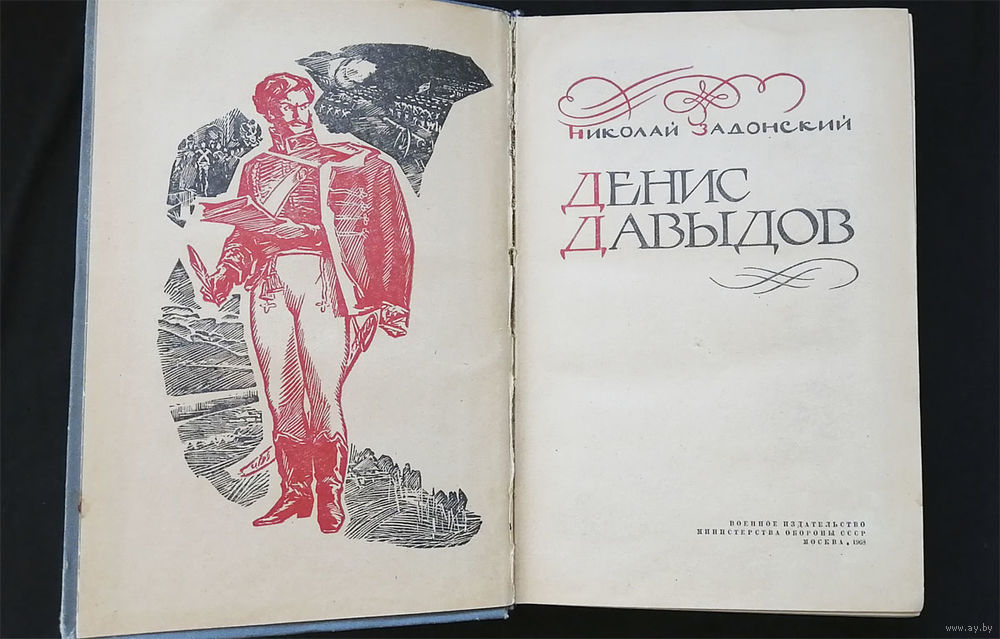 Николай Задонский
Денис
Давыдов
ВОЕННОЕ ИЗДАТЕЛЬСТВО
МИНИСТЕРСТВА ОБОРОНЫ СССР
МОСКВА. 1968
www.ay.by